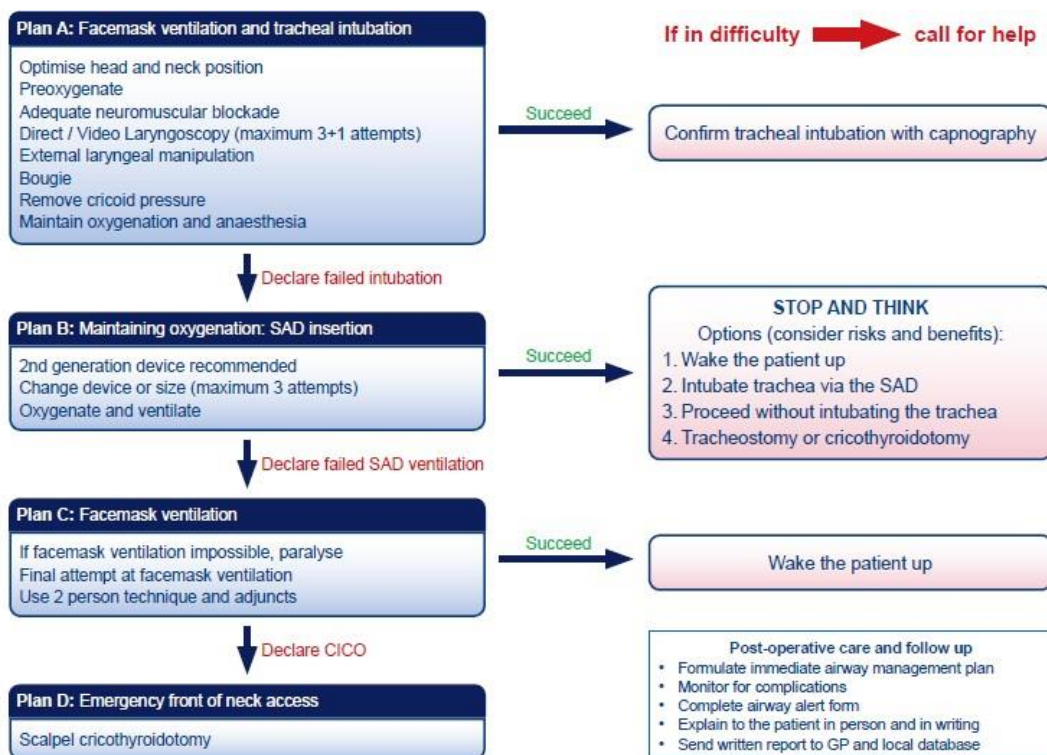 Plan A: Facemask ventilation and tracheal intubation
Optimise head and neck position
Preoxygenate
Adequate neuromuscular blockade
Direct / Video Laryngoscopy (maximum 3+1 attempts)
External laryngeal manipulation
Bougie
Remove cricoid pressure
Maintain oxygenation and anaesthesia
If in difficulty call for help
Succeed
Confirm tracheal intubation with capnography
Declare failed intubation
Plan B: Maintaining oxygenation: SAD insertion
2nd generation device recommended
Change device or size (maximum 3 attempts)
Oxygenate and ventilate
Succeed
STOP AND THINK
Options (consider risks and benefits):
1. Wake the patient up
2. Intubate trachea via the SAD
3. Proceed without intubating the trachea
4. Tracheostomy or cricothyroidotomy
Declare failed SAD ventilation
Plan C: Facemask ventilation
If facemask ventilation impossible, paralyse
Final attempt at facemask ventilation
Use 2 person technique and adjuncts
Succeed
Wake the patient up
Declare CICO
Plan D: Emergency front of neck access
Scalpel cricothyroidotomy
Post-operative care and follow up
• Formulate immediate airway management plan
• Monitor for complications
• Complete airway alert form
• Explain to the patient in person and in writing
• Send written report to GP and local database